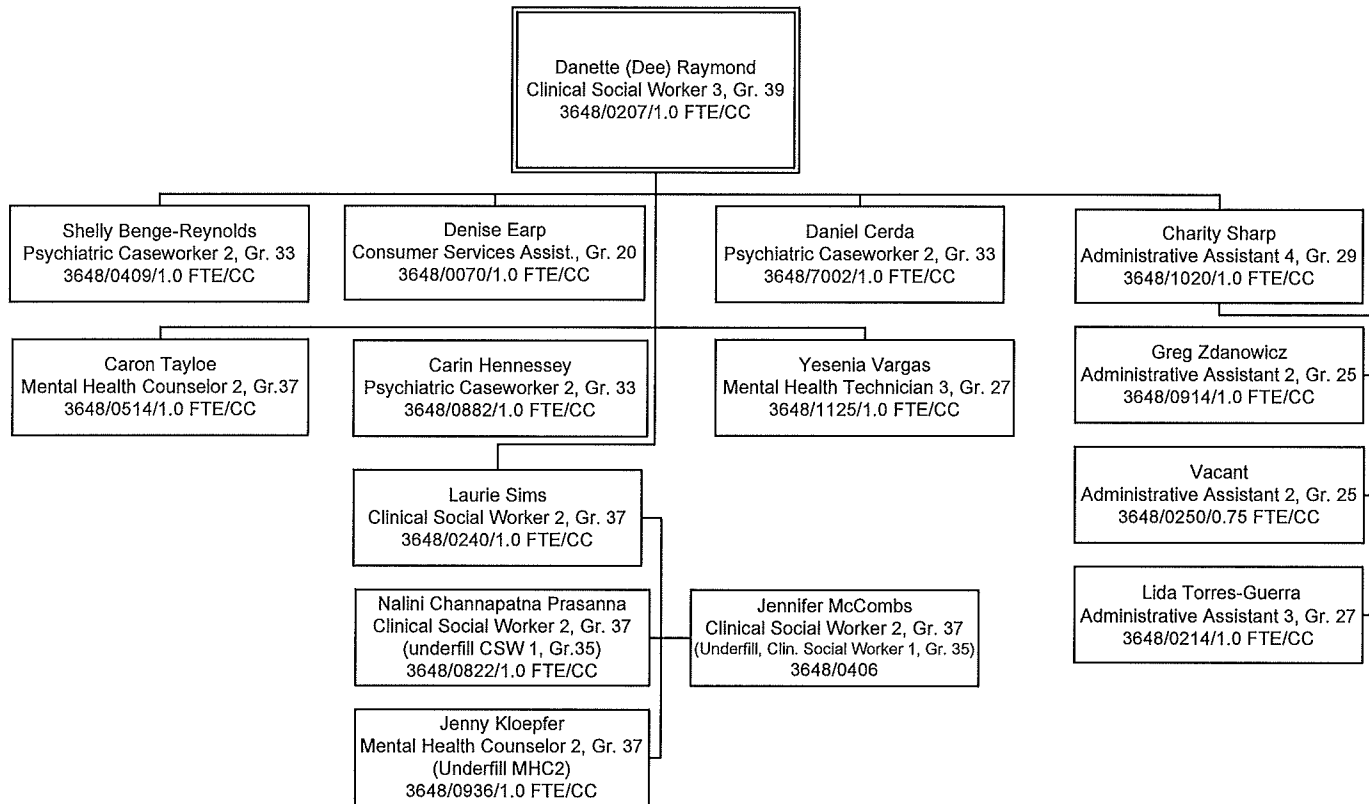 Danette (Dee) Raymond
Clinical Social Worker 3, Gr. 39
3648/0207/1.0 FTE/CC
Shelly Benge-Reynolds
Psychiatric Caseworker 2, Gr. 33
3648/0409/1.0 FTE/CC
Denise Earp
Consumer Services Assist., Gr. 20
3648/0070/1.0 FTE/CC
Daniel Cerda
Psychiatric Caseworker 2, Gr. 33
3648/7002/1.0 FTE/CC
Charity Sharp
Administrative Assistant 4, Gr. 29
3648/1020/1.0 FTE/CC
Caron Tayloe
Mental Health Counselor 2, Gr.37
3648/0514/1.0 FTE/CC
Carin Hennessey
Psychiatric Caseworker 2, Gr. 33
3648/0882/1.0 FTE/CC
Yesenia Vargas
Mental Health Technician 3, Gr. 27
3648/1125/1.0 FTE/CC
Greg Zdanowicz
Administrative Assistant 2, Gr. 25
3648/0914/1.0 FTE/CC
Laurie Sims
Clinical Social Worker 2, Gr. 37
3648/0240/1.0 FTE/CC
Vacant
Administrative Assistant 2, Gr. 25
3648/0250/0.75 FTE/CC
Nalini Channapatna Prasanna
Clinical Social Worker 2, Gr. 37
(underfill CSW 1, Gr.35)
3648/0822/1.0 FTE/CC
Jennifer McCombs
Clinical Social Worker 2, Gr. 37
(Underfill, Clin. Social Worker 1, Gr. 35)
3648/0406
Lida Torres-Guerra
Administrative Assistant 3, Gr. 27
3648/0214/1.0 FTE/CC
Jenny Kloepfer
Mental Health Counselor 2, Gr. 37
(Underfill MHC2)
3648/0936/1.0 FTE/CC